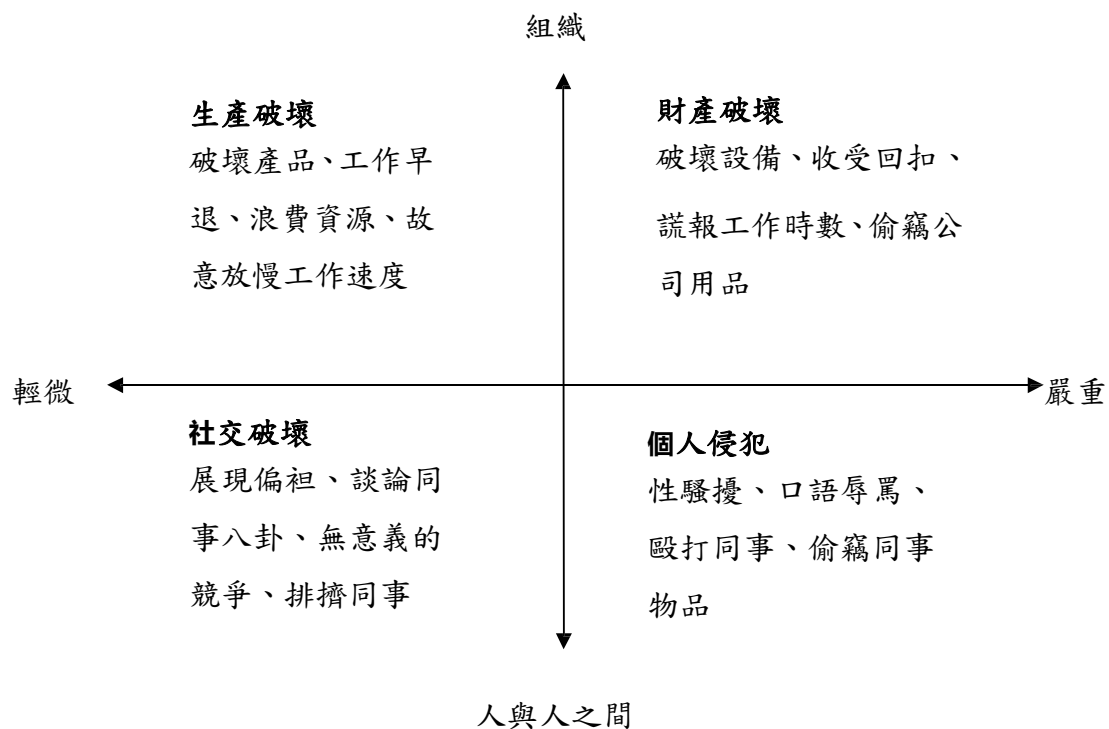 組織
生產破壞
破壞產品、工作早
退、浪費資源、故
意放慢工作速度
財產破壞
破壞設備、收受回扣、
謊報工作時數、偷竊公
司用品
輕微
嚴重
社交破壞
展現偏袒、談論同
事八卦、無意義的
競爭、排擠同事
個人侵犯
性騷擾、口語辱罵、
毆打同事、偷竊同事
物品
人與人之間